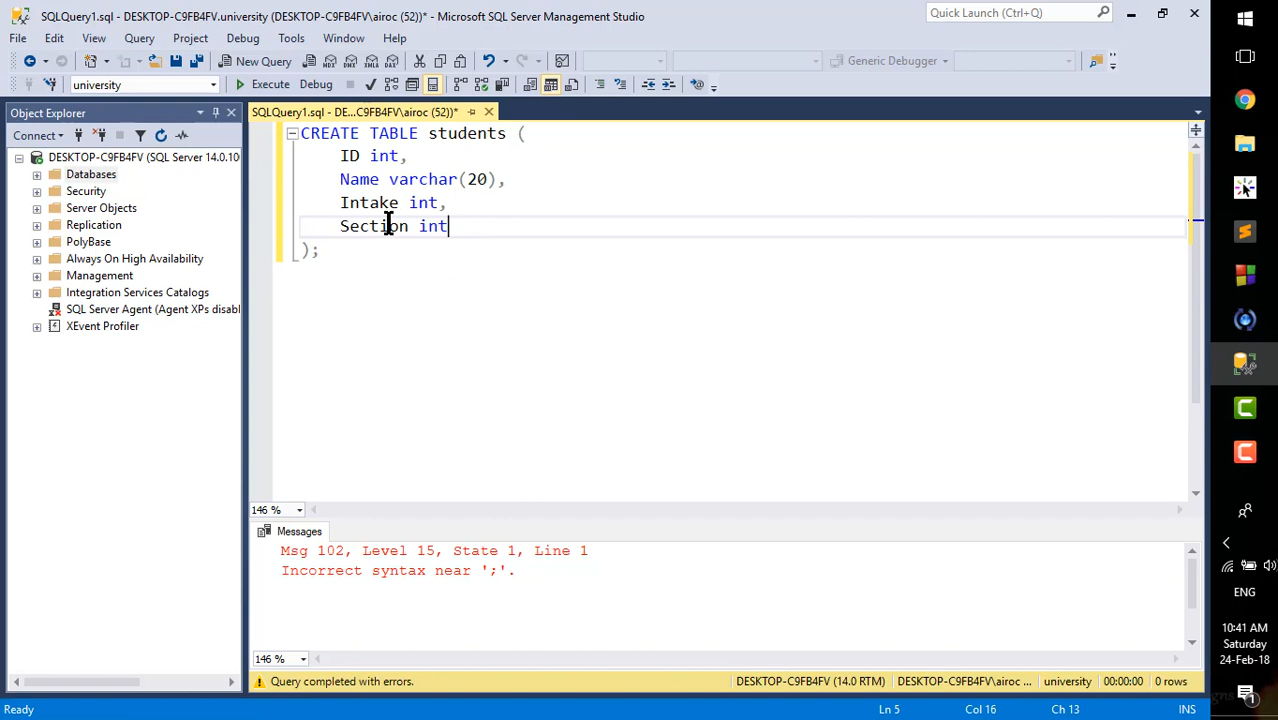 SQLQuery1.sql - DESKTOP-C9FB4FV.university (DESKTOP-C9FB4FV\airoc (52))* - Microsoft SQL Server Management Studio
Quick Launch (Ctrl+Q)
File Edit View Query Project Debug Tools Window Help
New Query
Generic Debugger
university
Execute Debug
Object Explorer
SQLQuery1.sql - DE...C9FB4FV\airoc (52))*
Connect
DESKTOP-C9FB4FV (SQL Server 14.0.10
Databases
Security
Server Objects
Replication
PolyBase
Always On High Availability
Management
Integration Services Catalogs
SQL Server Agent (Agent XPs disabl
XEvent Profiler
CREATE TABLE students (
ID int,
Name varchar(20),
Intake int,
Section int
);
146 %
Messages
Msg 102, Level 15, State 1, Line 1
Incorrect syntax near ';'.
146 %
Query completed with errors.
DESKTOP-C9FB4FV (14.0 RTM)
DESKTOP-C9FB4FV\airoc ...
university
00:00:00
0 rows
Ready
Ln 5
Col 16
Ch 13
INS
ENG
10:41 AM
Saturday
24-Feb-18
1